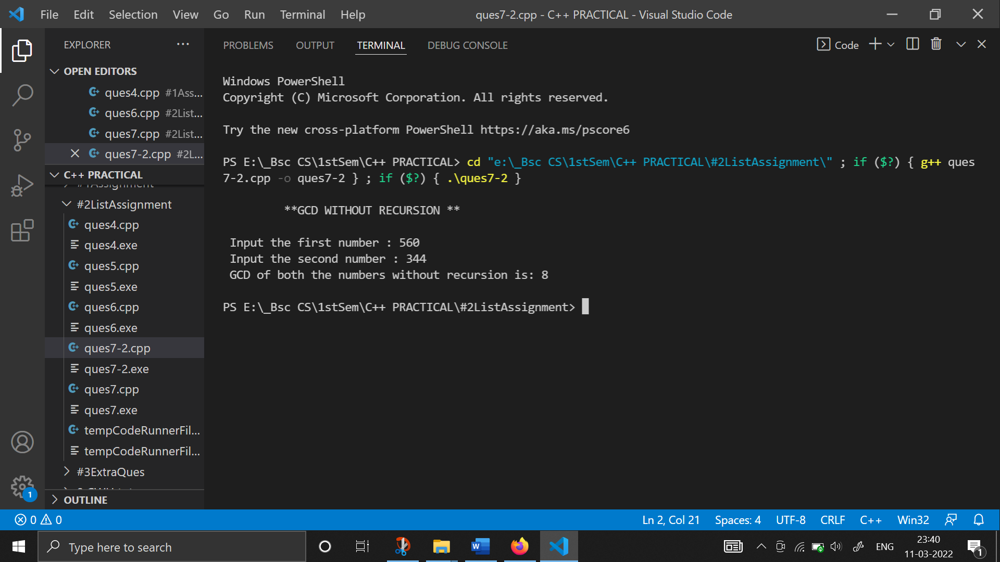 File Edit Selection View Go Run Terminal Help
ques7-2.cpp - C++ PRACTICAL - Visual Studio Code
EXPLORER
OPEN EDITORS
ques4.cpp #1Ass...
ques6.cpp #2List...
ques7.cpp #2List...
ques7-2.cpp #2L...
C++ PRACTICAL
#1Assignment
#2ListAssignment
ques4.cpp
ques4.exe
ques5.cpp
ques5.exe
ques6.cpp
ques6.exe
ques7-2.cpp
ques7-2.exe
ques7.cpp
ques7.exe
tempCodeRunnerFil...
tempCodeRunnerFil...
#3ExtraQues
OUTLINE
PROBLEMS OUTPUT TERMINAL DEBUG CONSOLE
Code
Windows PowerShell
Copyright (C) Microsoft Corporation. All rights reserved.
Try the new cross-platform PowerShell https://aka.ms/pscore6
PS E:\_Bsc CS\1stSem\C++ PRACTICAL> cd "e:\_Bsc CS\1stSem\C++ PRACTICAL\#2ListAssignment\" ; if ($?) { g++ ques
7-2.cpp -o ques7-2 } ; if ($?) { .\ques7-2 }
**GCD WITHOUT RECURSION **
Input the first number : 560
Input the second number : 344
GCD of both the numbers without recursion is: 8
PS E:\_Bsc CS\1stSem\C++ PRACTICAL\#2ListAssignment>
1
0 0
Ln 2, Col 21 Spaces: 4 UTF-8 CRLF C++ Win32
Type here to search
ENG
23:40
11-03-2022
1